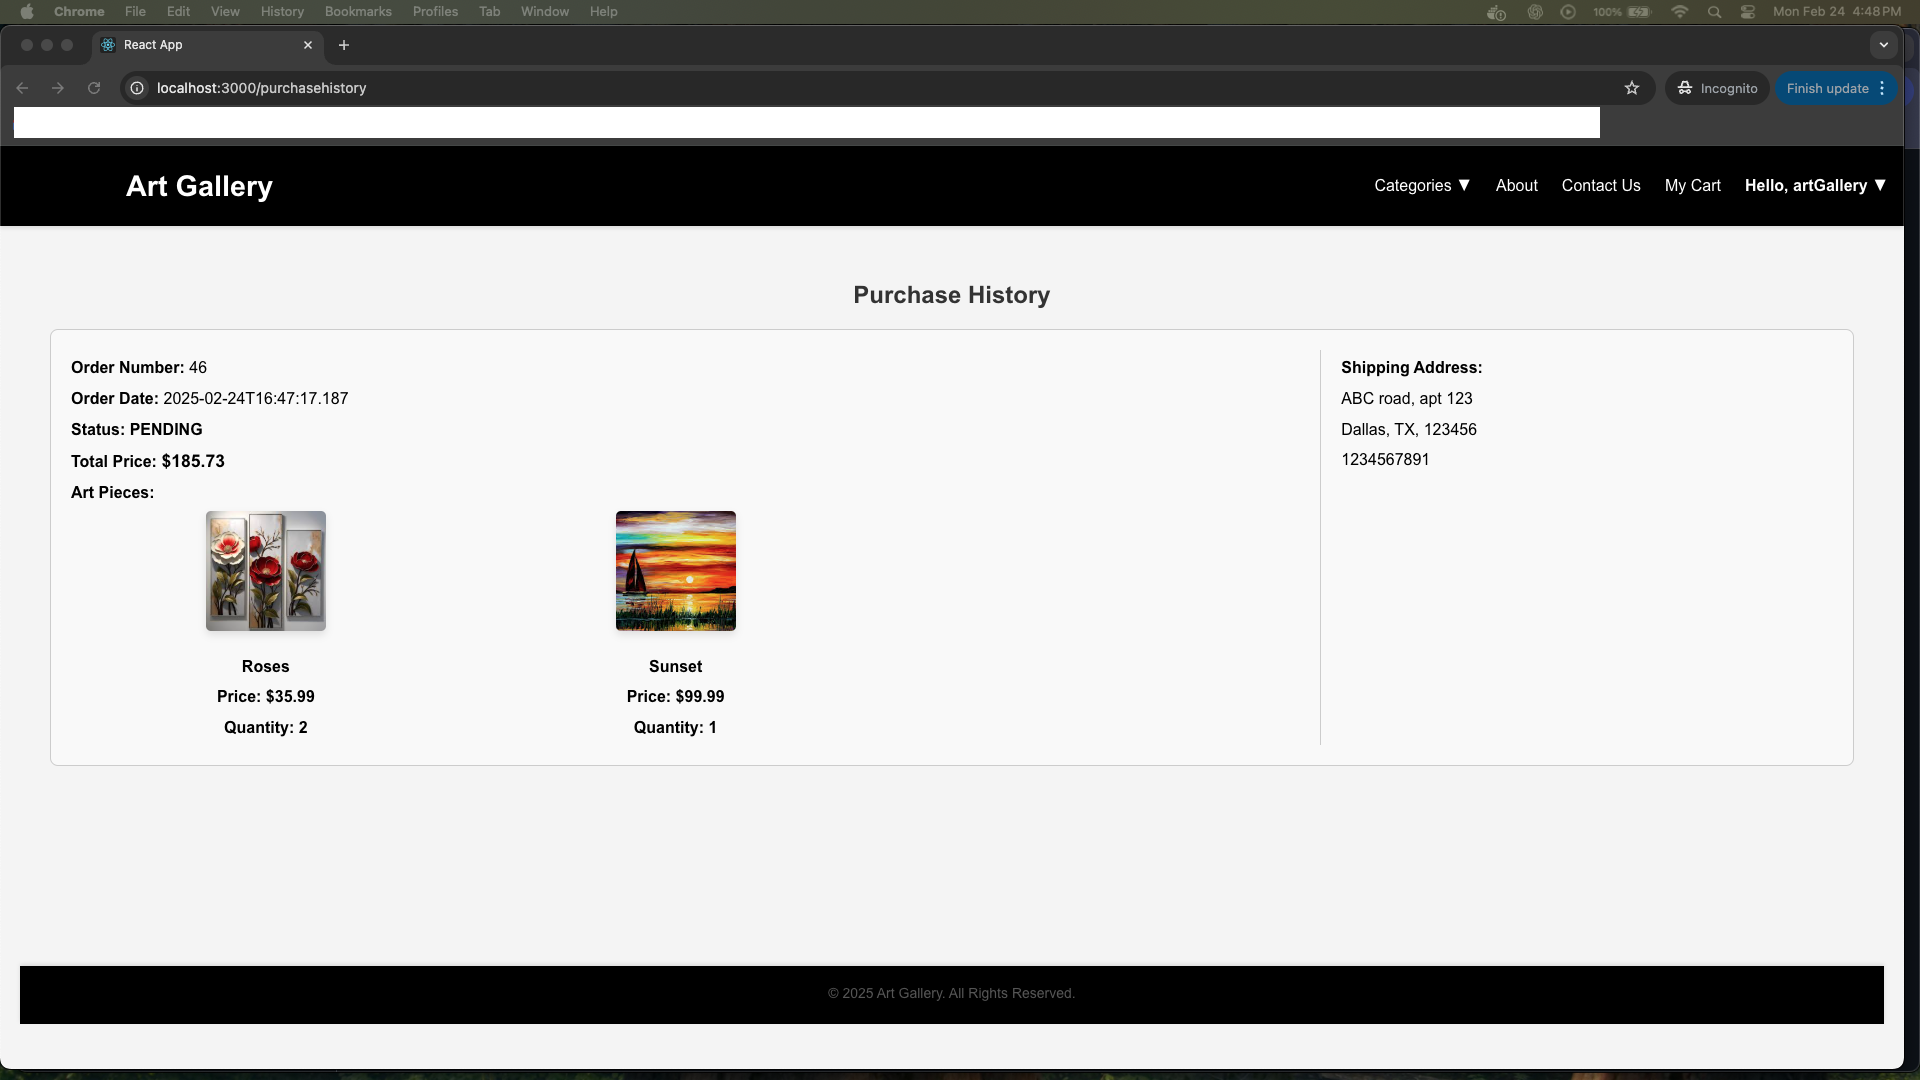 Chrome File Edit View History Bookmarks Profiles Tab Window Help 100% Mon Feb 24 4:48 PM
React App
localhost:3000/purchasehistory Incognito Finish update
Art Gallery Categories ▼ About Contact Us My Cart Hello, artGallery ▼
Purchase History
Order Number: 46
Order Date: 2025-02-24T16:47:17.187
Status: PENDING
Total Price: $185.73
Art Pieces:
Roses
Price: $35.99
Quantity: 2
Sunset
Price: $99.99
Quantity: 1
Shipping Address:
ABC road, apt 123
Dallas, TX, 123456
1234567891
© 2025 Art Gallery. All Rights Reserved.